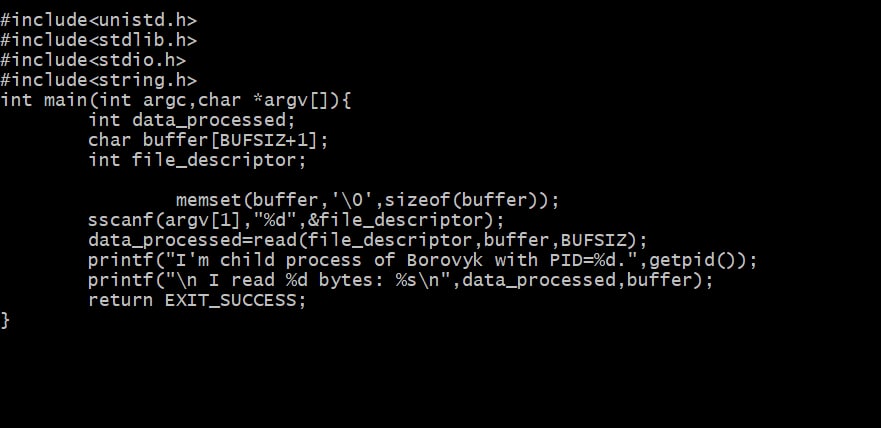 #include<unistd.h>
#include<stdlib.h>
#include<stdio.h>
#include<string.h>
int main(int argc,char *argv[]){
        int data_processed;
        char buffer[BUFSIZ+1];
        int file_descriptor;

                memset(buffer,'\0',sizeof(buffer));
        sscanf(argv[1],"%d",&file_descriptor);
        data_processed=read(file_descriptor,buffer,BUFSIZ);
        printf("I'm child process of Borovyk with PID=%d.",getpid());
        printf("\n I read %d bytes: %s\n",data_processed,buffer);
        return EXIT_SUCCESS;
}